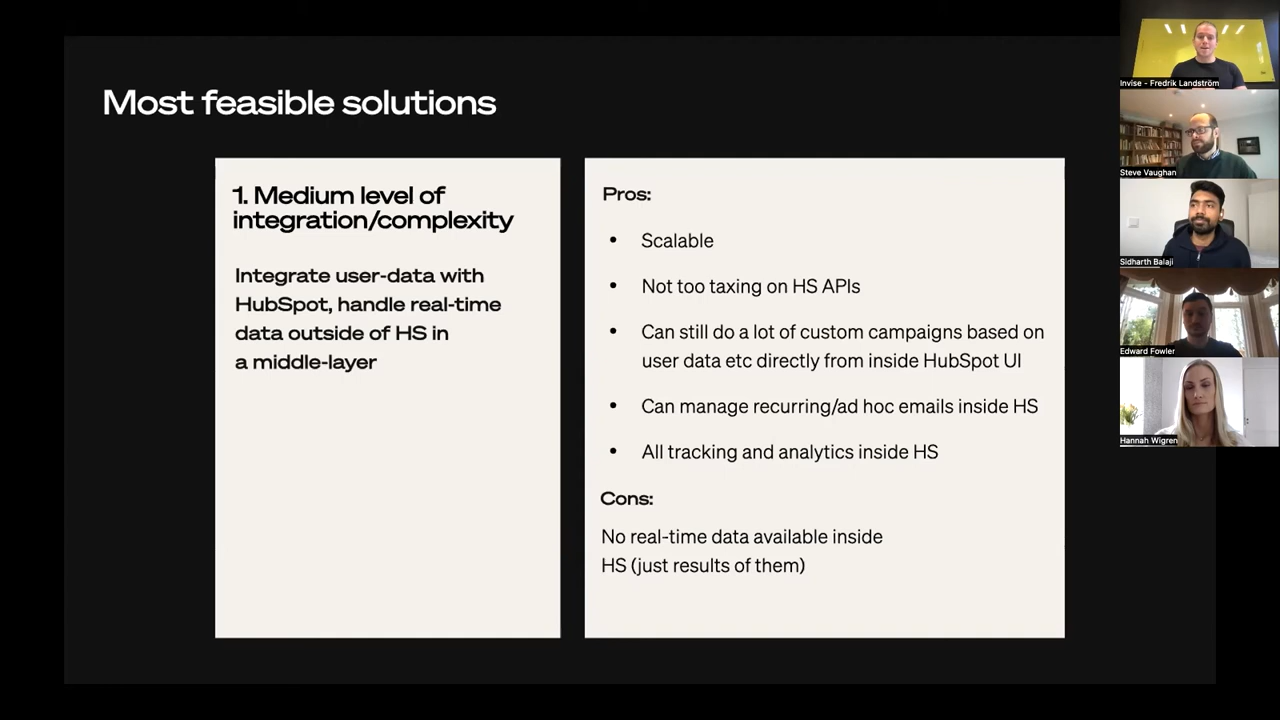 Most feasible solutions
1. Medium level of
integration/complexity
Integrate user-data with
HubSpot, handle real-time
data outside of HS in
a middle-layer
Pros:
• Scalable
• Not too taxing on HS APIs
• Can still do a lot of custom campaigns based on
user data etc directly from inside HubSpot UI
• Can manage recurring/ad hoc emails inside HS
• All tracking and analytics inside HS
Cons:
No real-time data available inside
HS (just results of them)
Invise - Fredrik Landström
Steve Vaughan
Sidharth Balaji
Edward Fowler
Hannah Wigren